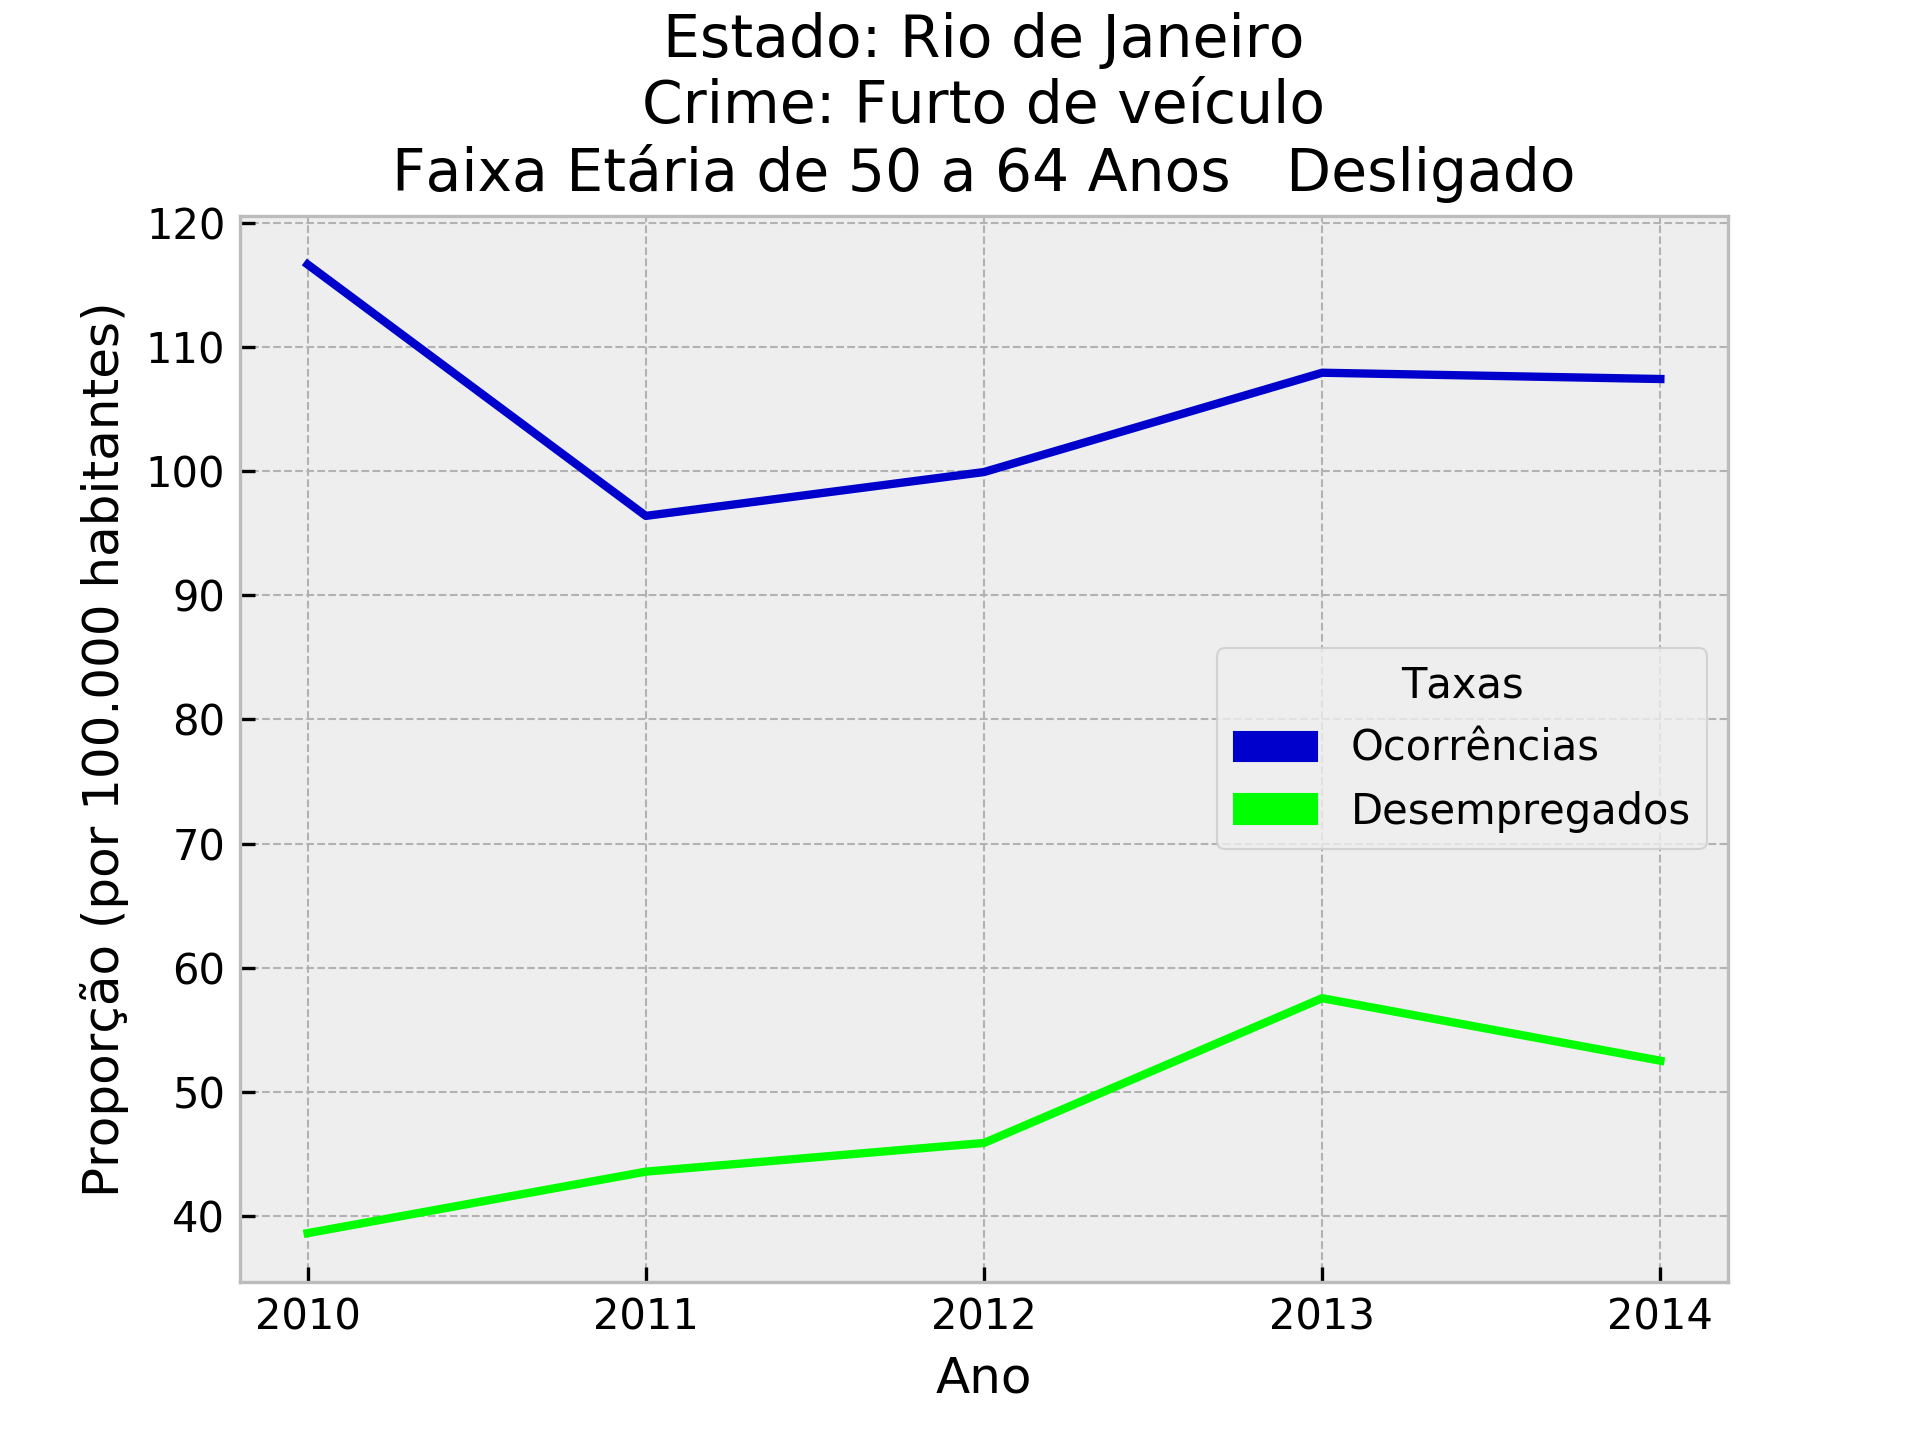 Estado: Rio de Janeiro
Crime: Furto de veículo
Faixa Etária de 50 a 64 Anos   Desligado
Proporção (por 100.000 habitantes)
120
110
100
90
80
70
60
50
40
Taxas
Ocorrências
Desempregados
2010 2011 2012 2013 2014
Ano